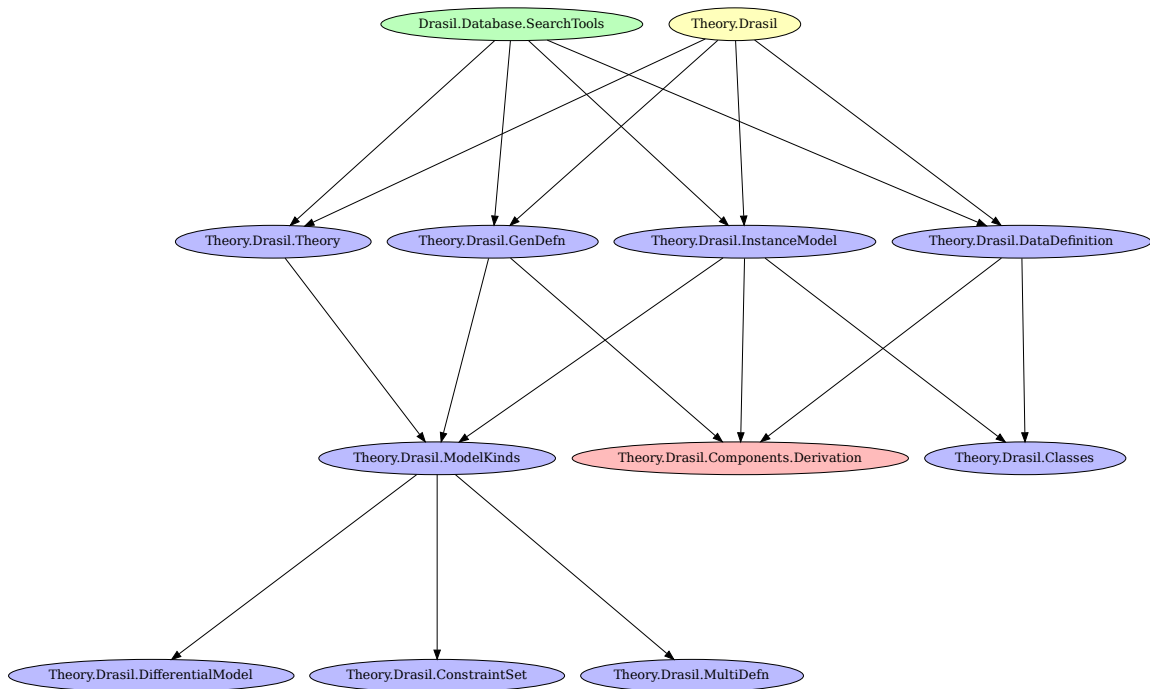 Drasil.Database.SearchTools
Theory.Drasil
Theory.Drasil.Theory
Theory.Drasil.GenDefn
Theory.Drasil.InstanceModel
Theory.Drasil.DataDefinition
Theory.Drasil.ModelKinds
Theory.Drasil.Components.Derivation
Theory.Drasil.Classes
Theory.Drasil.DifferentialModel
Theory.Drasil.ConstraintSet
Theory.Drasil.MultiDefn